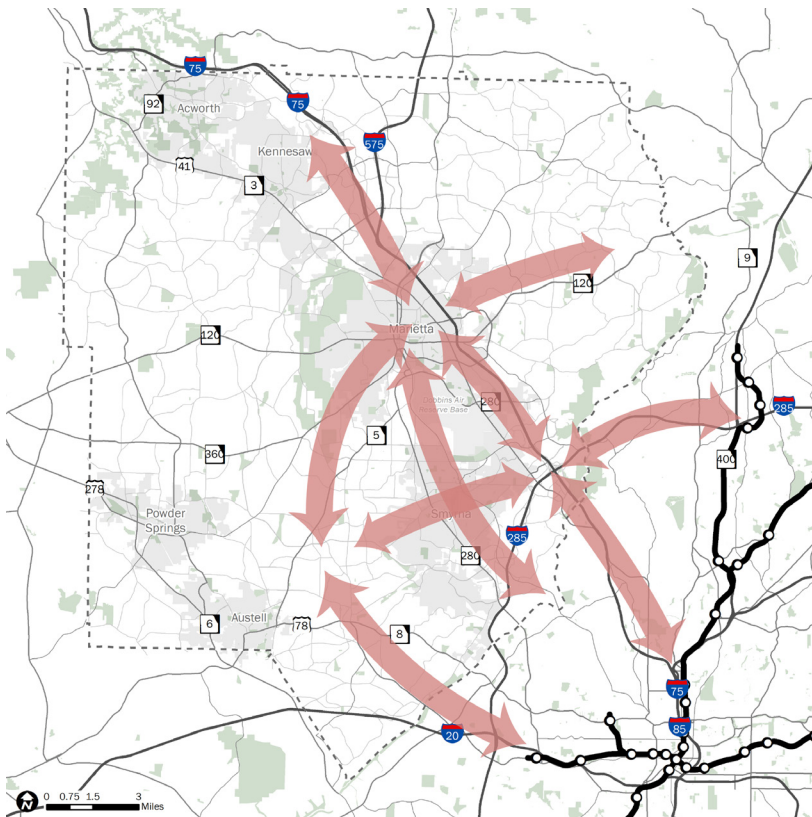 75
92
Acworth
75
Kennesaw
575
41
3
9
120
120
Marietta
Dobbins Air
Reserve Base
280
285
5
360
400
278
Powder
Springs
Smyrna
285
280
6
Austell
78
8
75
85
20
N
0 0.75 1.5 3
Miles